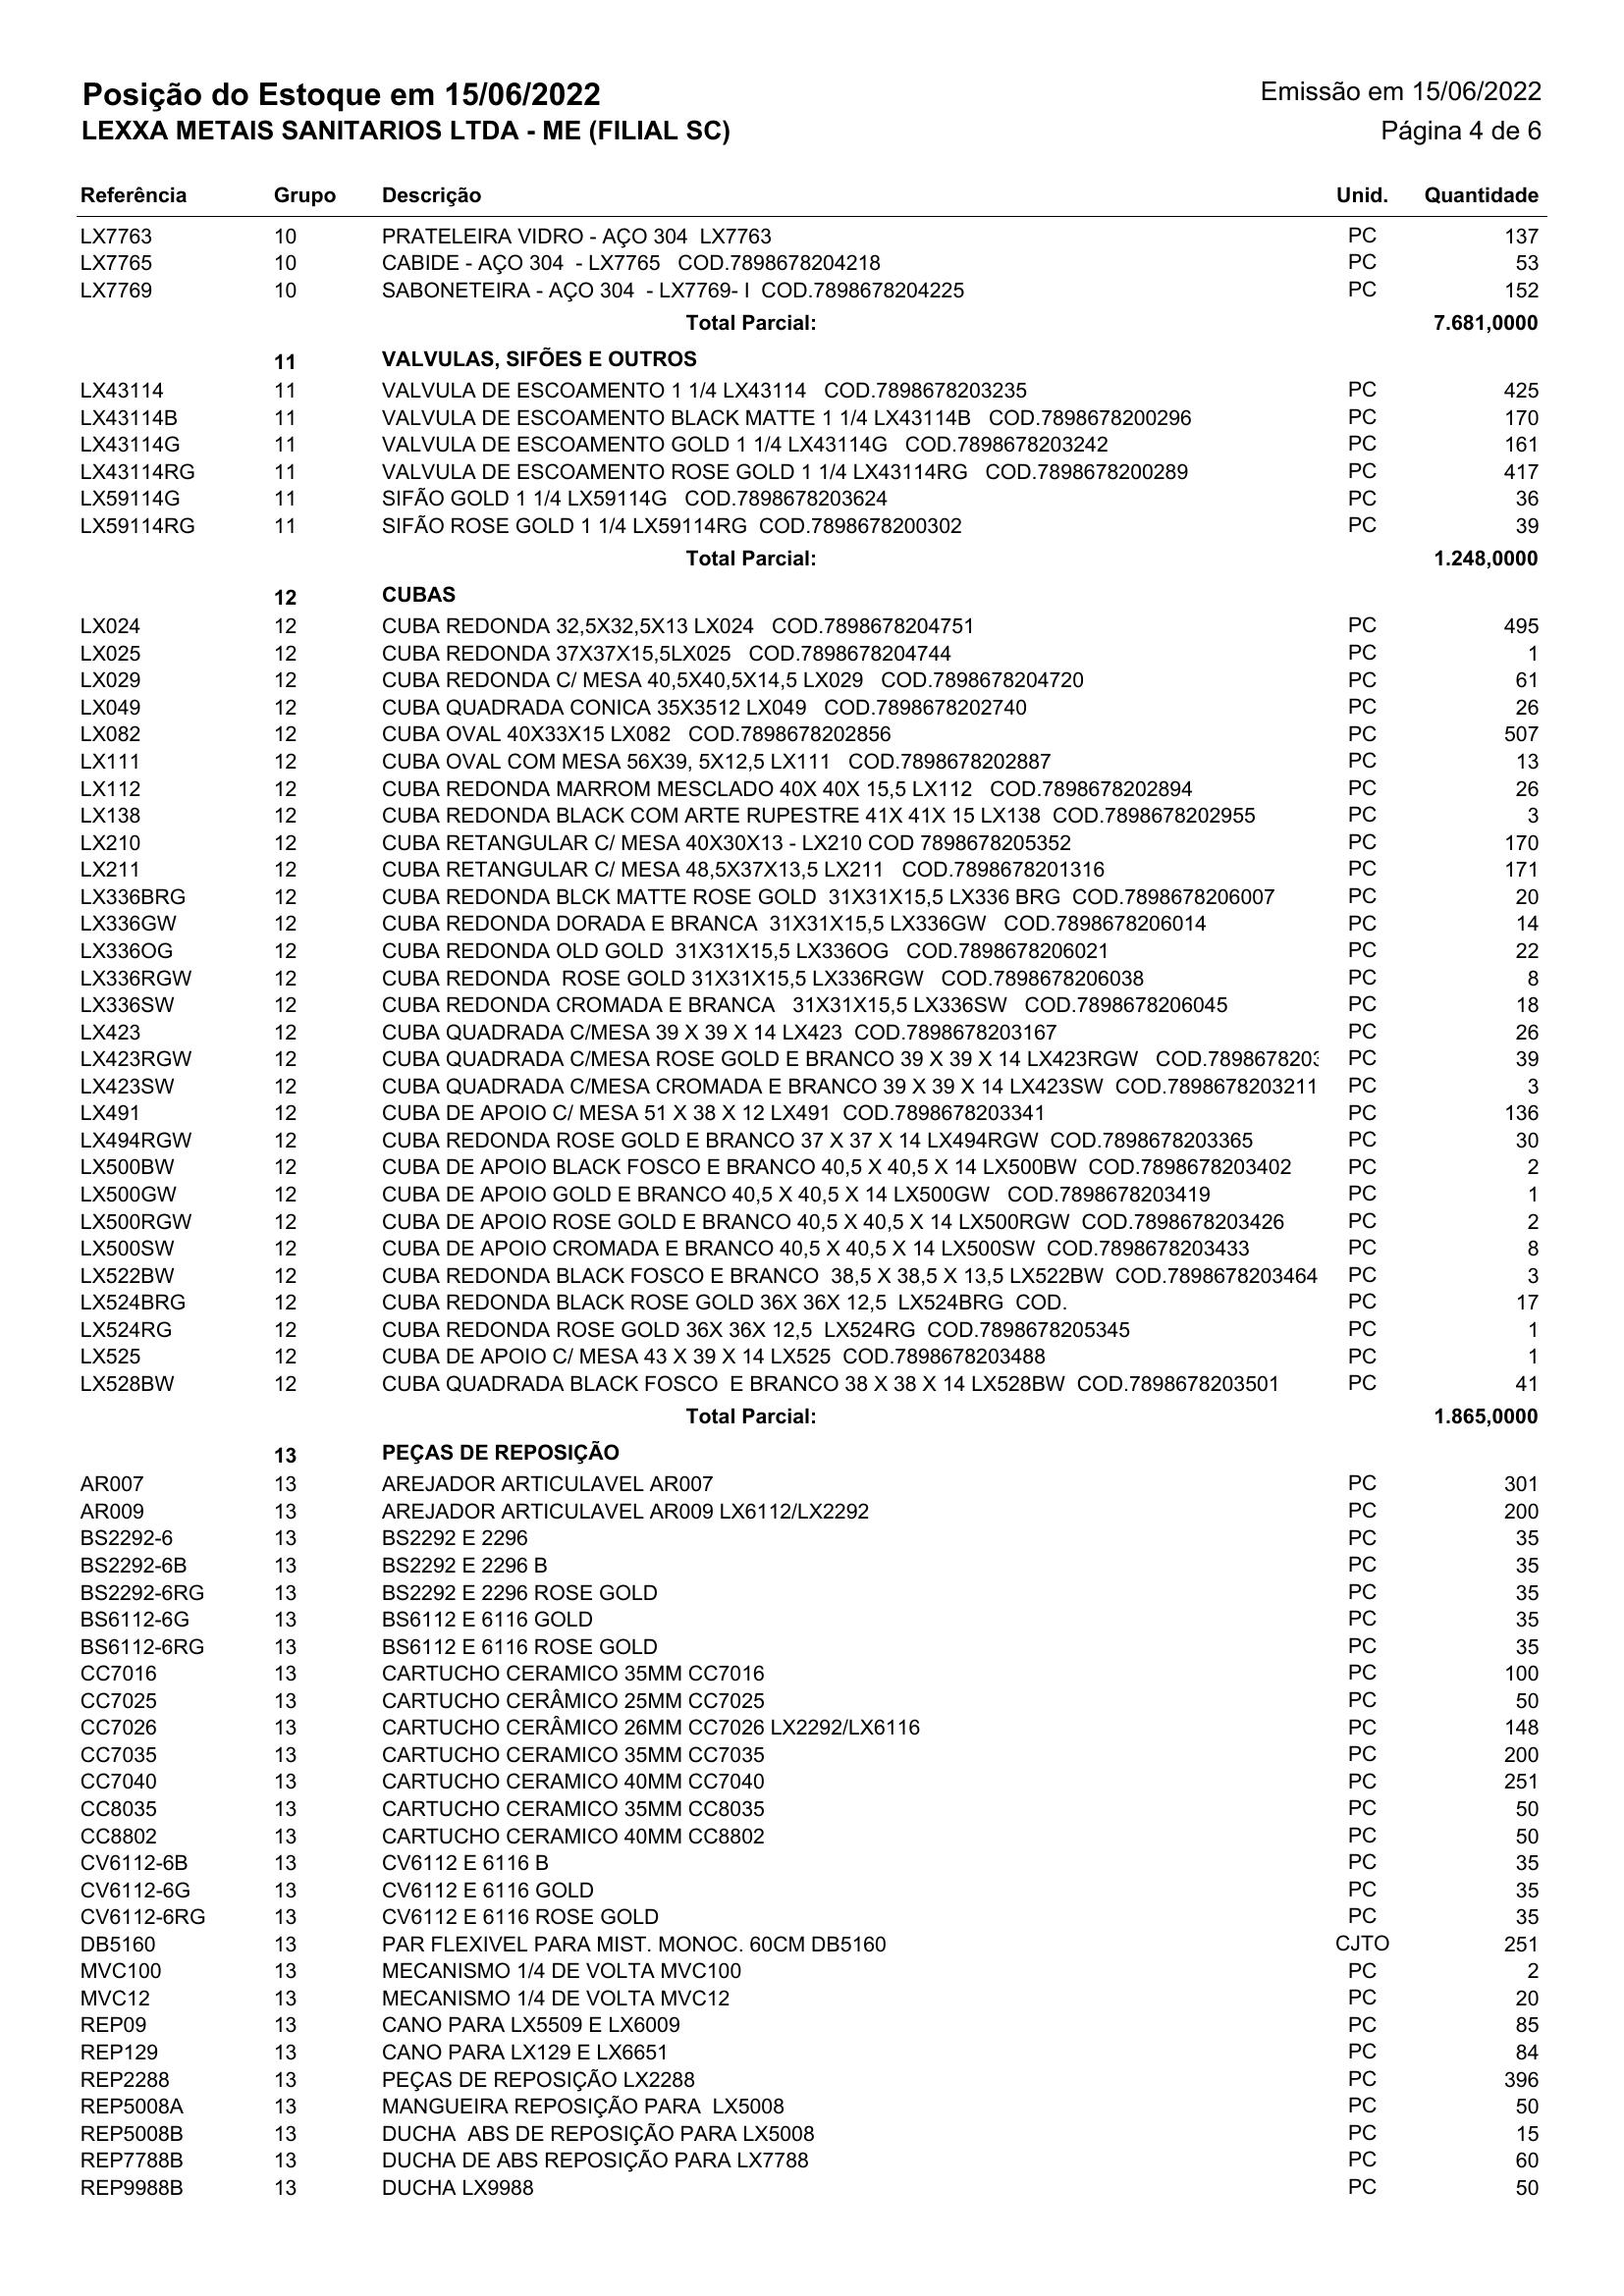 Posição do Estoque em 15/06/2022 Emissão em 15/06/2022
LEXXA METAIS SANITARIOS LTDA - ME (FILIAL SC) Página 4 de 6
Referência Grupo Descrição Unid. Quantidade
LX7763 10 PRATELEIRA VIDRO - AÇO 304 LX7763 PC 137
LX7765 10 CABIDE - AÇO 304 - LX7765 COD.7898678204218 PC 53
LX7769 10 SABONETEIRA - AÇO 304 - LX7769- I COD.7898678204225 PC 152
Total Parcial: 7.681,0000
11 VALVULAS, SIFÕES E OUTROS
LX43114 11 VALVULA DE ESCOAMENTO 1 1/4 LX43114 COD.7898678203235 PC 425
LX43114B 11 VALVULA DE ESCOAMENTO BLACK MATTE 1 1/4 LX43114B COD.7898678200296 PC 170
LX43114G 11 VALVULA DE ESCOAMENTO GOLD 1 1/4 LX43114G COD.7898678203242 PC 161
LX43114RG 11 VALVULA DE ESCOAMENTO ROSE GOLD 1 1/4 LX43114RG COD.7898678200289 PC 417
LX59114G 11 SIFÃO GOLD 1 1/4 LX59114G COD.7898678203624 PC 36
LX59114RG 11 SIFÃO ROSE GOLD 1 1/4 LX59114RG COD.7898678200302 PC 39
Total Parcial: 1.248,0000
12 CUBAS
LX024 12 CUBA REDONDA 32,5X32,5X13 LX024 COD.7898678204751 PC 495
LX025 12 CUBA REDONDA 37X37X15,5LX025 COD.7898678204744 PC 1
LX029 12 CUBA REDONDA C/ MESA 40,5X40,5X14,5 LX029 COD.7898678204720 PC 61
LX049 12 CUBA QUADRADA CONICA 35X3512 LX049 COD.7898678202740 PC 26
LX082 12 CUBA OVAL 40X33X15 LX082 COD.7898678202856 PC 507
LX111 12 CUBA OVAL COM MESA 56X39, 5X12,5 LX111 COD.7898678202887 PC 13
LX112 12 CUBA REDONDA MARROM MESCLADO 40X 40X 15,5 LX112 COD.7898678202894 PC 26
LX138 12 CUBA REDONDA BLACK COM ARTE RUPESTRE 41X 41X 15 LX138 COD.7898678202955 PC 3
LX210 12 CUBA RETANGULAR C/ MESA 40X30X13 - LX210 COD 7898678205352 PC 170
LX211 12 CUBA RETANGULAR C/ MESA 48,5X37X13,5 LX211 COD.7898678201316 PC 171
LX336BRG 12 CUBA REDONDA BLCK MATTE ROSE GOLD 31X31X15,5 LX336 BRG COD.7898678206007 PC 20
LX336GW 12 CUBA REDONDA DORADA E BRANCA 31X31X15,5 LX336GW COD.7898678206014 PC 14
LX336OG 12 CUBA REDONDA OLD GOLD 31X31X15,5 LX336OG COD.7898678206021 PC 22
LX336RGW 12 CUBA REDONDA ROSE GOLD 31X31X15,5 LX336RGW COD.7898678206038 PC 8
LX336SW 12 CUBA REDONDA CROMADA E BRANCA 31X31X15,5 LX336SW COD.7898678206045 PC 18
LX423 12 CUBA QUADRADA C/MESA 39 X 39 X 14 LX423 COD.7898678203167 PC 26
LX423RGW 12 CUBA QUADRADA C/MESA ROSE GOLD E BRANCO 39 X 39 X 14 LX423RGW COD.7898678203 PC 39
LX423SW 12 CUBA QUADRADA C/MESA CROMADA E BRANCO 39 X 39 X 14 LX423SW COD.7898678203211 PC 3
LX491 12 CUBA DE APOIO C/ MESA 51 X 38 X 12 LX491 COD.7898678203341 PC 136
LX494RGW 12 CUBA REDONDA ROSE GOLD E BRANCO 37 X 37 X 14 LX494RGW COD.7898678203365 PC 30
LX500BW 12 CUBA DE APOIO BLACK FOSCO E BRANCO 40,5 X 40,5 X 14 LX500BW COD.7898678203402 PC 2
LX500GW 12 CUBA DE APOIO GOLD E BRANCO 40,5 X 40,5 X 14 LX500GW COD.7898678203419 PC 1
LX500RGW 12 CUBA DE APOIO ROSE GOLD E BRANCO 40,5 X 40,5 X 14 LX500RGW COD.7898678203426 PC 2
LX500SW 12 CUBA DE APOIO CROMADA E BRANCO 40,5 X 40,5 X 14 LX500SW COD.7898678203433 PC 8
LX522BW 12 CUBA REDONDA BLACK FOSCO E BRANCO 38,5 X 38,5 X 13,5 LX522BW COD.7898678203464 PC 3
LX524BRG 12 CUBA REDONDA BLACK ROSE GOLD 36X 36X 12,5 LX524BRG COD. PC 17
LX524RG 12 CUBA REDONDA ROSE GOLD 36X 36X 12,5 LX524RG COD.7898678205345 PC 1
LX525 12 CUBA DE APOIO C/ MESA 43 X 39 X 14 LX525 COD.7898678203488 PC 1
LX528BW 12 CUBA QUADRADA BLACK FOSCO E BRANCO 38 X 38 X 14 LX528BW COD.7898678203501 PC 41
Total Parcial: 1.865,0000
13 PEÇAS DE REPOSIÇÃO
AR007 13 AREJADOR ARTICULAVEL AR007 PC 301
AR009 13 AREJADOR ARTICULAVEL AR009 LX6112/LX2292 PC 200
BS2292-6 13 BS2292 E 2296 PC 35
BS2292-6B 13 BS2292 E 2296 B PC 35
BS2292-6RG 13 BS2292 E 2296 ROSE GOLD PC 35
BS6112-6G 13 BS6112 E 6116 GOLD PC 35
BS6112-6RG 13 BS6112 E 6116 ROSE GOLD PC 35
CC7016 13 CARTUCHO CERAMICO 35MM CC7016 PC 100
CC7025 13 CARTUCHO CERÂMICO 25MM CC7025 PC 50
CC7026 13 CARTUCHO CERÂMICO 26MM CC7026 LX2292/LX6116 PC 148
CC7035 13 CARTUCHO CERAMICO 35MM CC7035 PC 200
CC7040 13 CARTUCHO CERAMICO 40MM CC7040 PC 251
CC8035 13 CARTUCHO CERAMICO 35MM CC8035 PC 50
CC8802 13 CARTUCHO CERAMICO 40MM CC8802 PC 50
CV6112-6B 13 CV6112 E 6116 B PC 35
CV6112-6G 13 CV6112 E 6116 GOLD PC 35
CV6112-6RG 13 CV6112 E 6116 ROSE GOLD PC 35
DB5160 13 PAR FLEXIVEL PARA MIST. MONOC. 60CM DB5160 CJTO 251
MVC100 13 MECANISMO 1/4 DE VOLTA MVC100 PC 2
MVC12 13 MECANISMO 1/4 DE VOLTA MVC12 PC 20
REP09 13 CANO PARA LX5509 E LX6009 PC 85
REP129 13 CANO PARA LX129 E LX6651 PC 84
REP2288 13 PEÇAS DE REPOSIÇÃO LX2288 PC 396
REP5008A 13 MANGUEIRA REPOSIÇÃO PARA LX5008 PC 50
REP5008B 13 DUCHA ABS DE REPOSIÇÃO PARA LX5008 PC 15
REP7788B 13 DUCHA DE ABS REPOSIÇÃO PARA LX7788 PC 60
REP9988B 13 DUCHA LX9988 PC 50